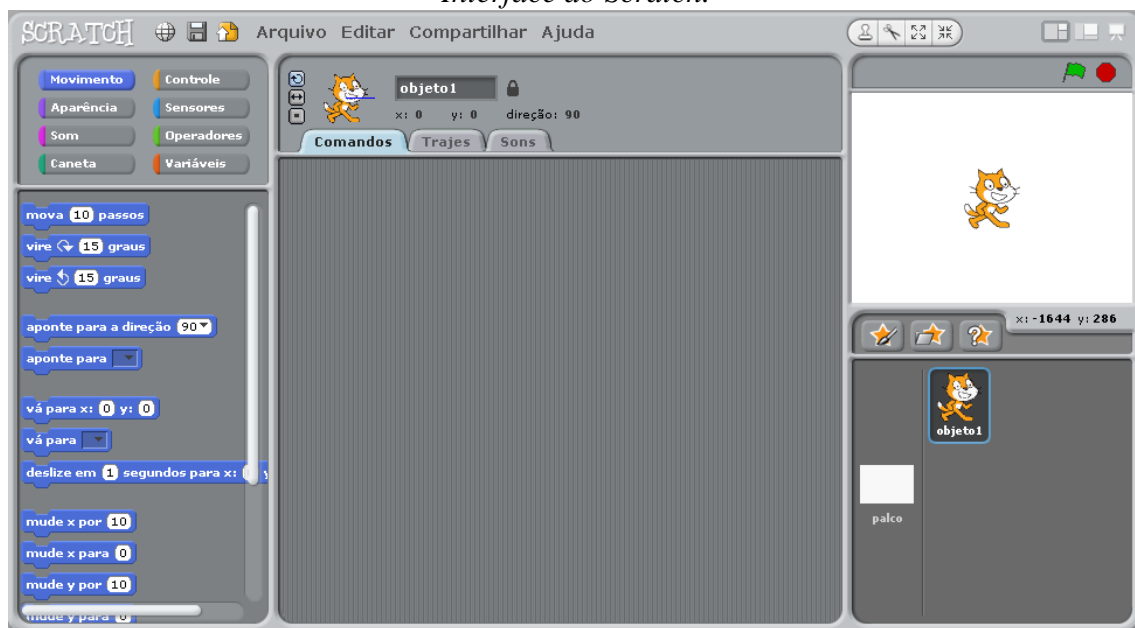 Interface do Scratch.
SCRATCH Arquivo Editar Compartilhar Ajuda
Movimento Controle
Aparência Sensores
Som Operadores
Caneta Variáveis
objeto1
x: 0 y: 0 direção: 90
Comandos Trajes Sons
mova 10 passos
vire 15 graus
vire 15 graus
aponte para a direção 90
aponte para
vá para x: 0 y: 0
vá para
deslize em 1 segundos para x: 0 y
mude x por 10
mude x para 0
mude y por 10
mude y para 0
x: -1644 y: 286
objeto1
palco